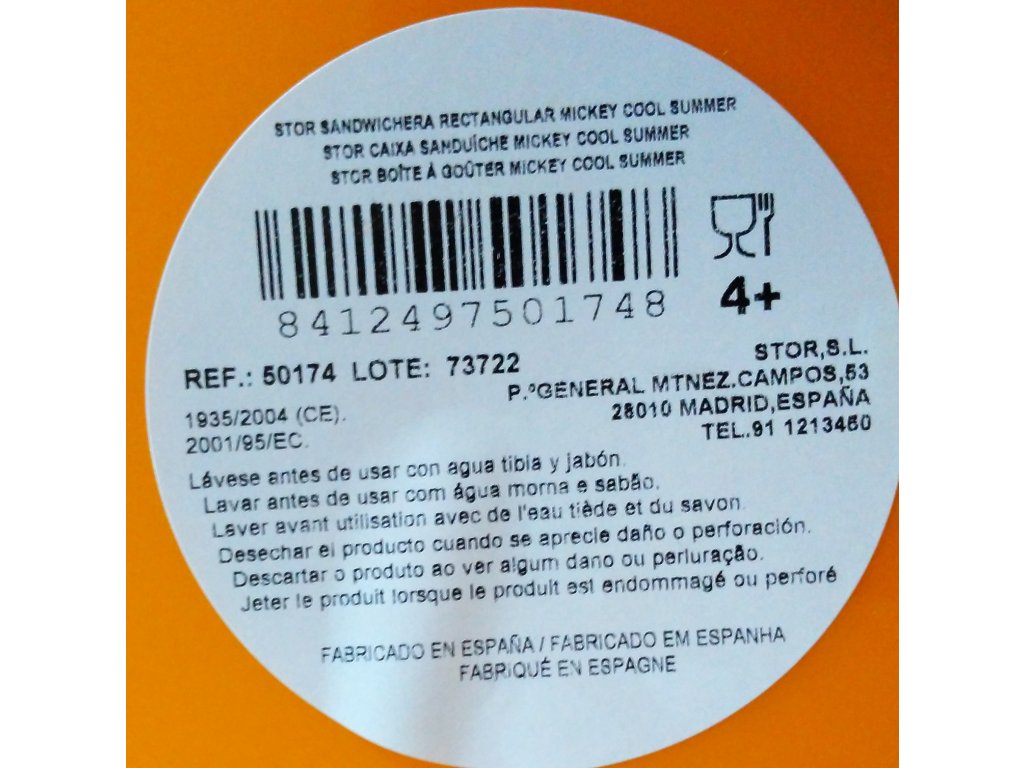 STOR SANDWICHERA RECTANGULAR MICKEY COOL SUMMER
STOR CAIXA SANDUÍCHE MICKEY COOL SUMMER
STOR BOÎTE À GOÛTER MICKEY COOL SUMMER
8412497501748
4+
REF.: 50174 LOTE: 73722
STOR,S.L.
P.ºGENERAL MTNEZ.CAMPOS,53
28010 MADRID,ESPAÑA
TEL.91 1213460
1935/2004 (CE).
2001/95/EC.
Lávese antes de usar con agua tibia y jabón.
Lavar antes de usar com água morna e sabão.
Laver avant utilisation avec de l'eau tiède et du savon.
Desechar el producto cuando se aprecie daño o perforación.
Descartar o produto ao ver algum dano ou perfuração.
Jeter le produit lorsque le produit est endommagé ou perforé
FABRICADO EN ESPAÑA / FABRICADO EM ESPANHA
FABRIQUÉ EN ESPAGNE